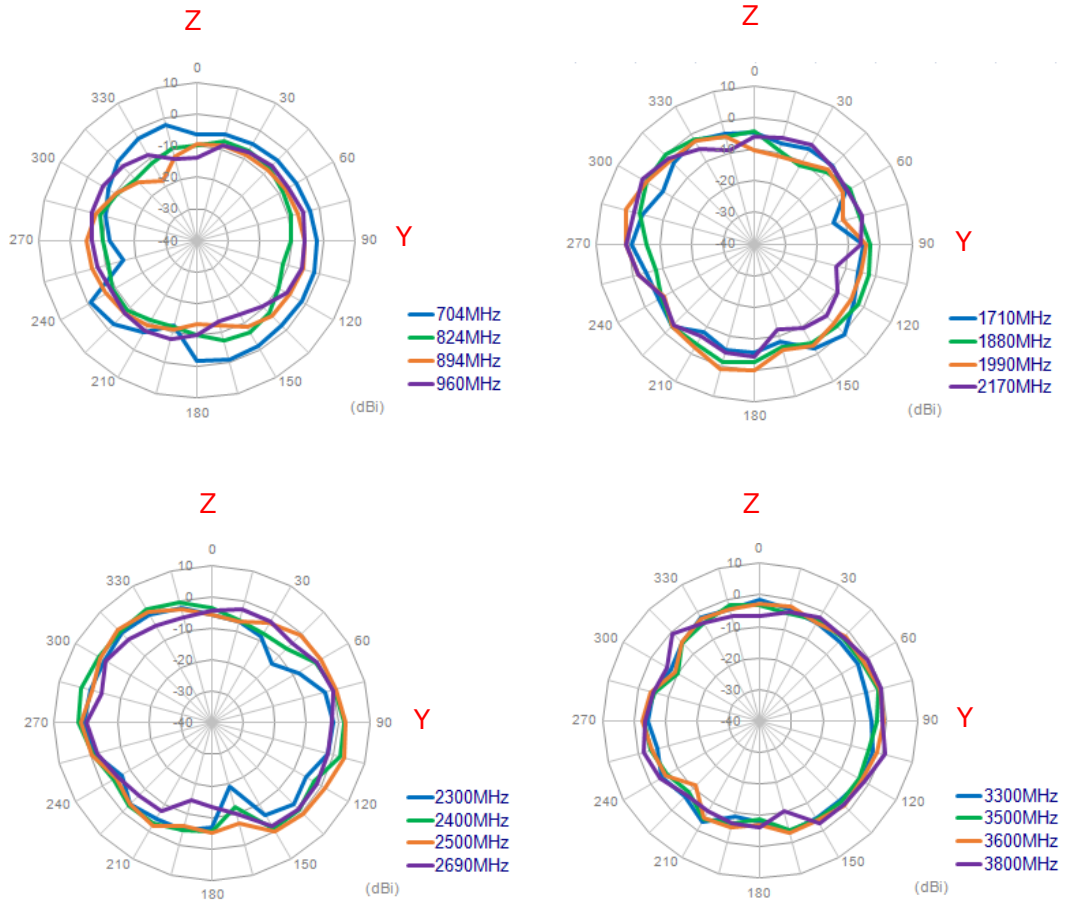 Z
0
10
330
30
0
-10
300
60
-20
-30
270
-40
90
Y
240
120
704MHz
824MHz
894MHz
960MHz
210
150
180
(dBi)
Z
0
10
330
30
0
-10
300
60
-20
-30
270
-40
90
Y
240
120
1710MHz
1880MHz
1990MHz
2170MHz
210
150
180
(dBi)
Z
0
10
330
30
0
-10
300
60
-20
-30
270
-40
90
Y
240
120
2300MHz
2400MHz
2500MHz
2690MHz
210
150
180
(dBi)
Z
0
10
330
30
0
-10
300
60
-20
-30
270
-40
90
Y
240
120
3300MHz
3500MHz
3600MHz
3800MHz
210
150
180
(dBi)